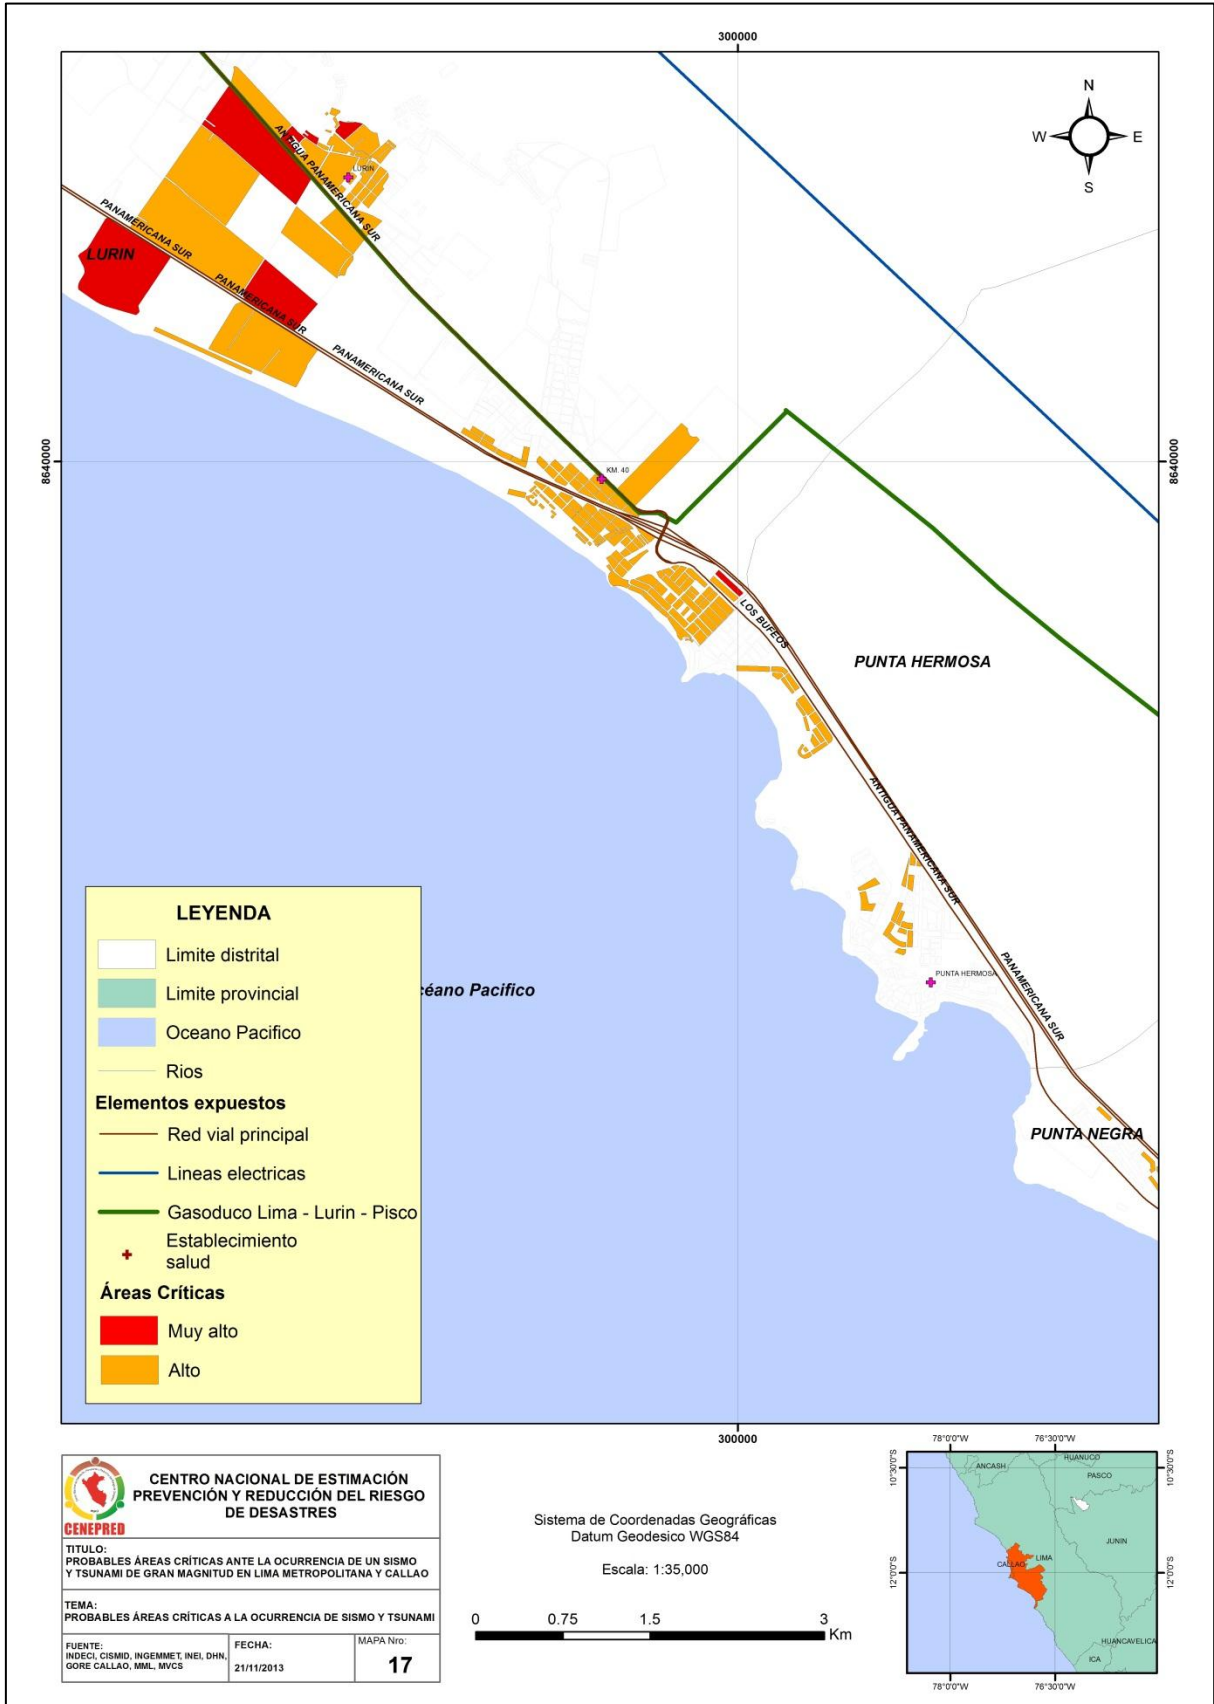 300000
N
W E
S
ANTIGUA PANAMERICANA SUR
LURIN
PANAMERICANA SUR
LURIN
PANAMERICANA SUR
PANAMERICANA SUR
8640000
8640000
KM. 40
LOS BUFEOS
PUNTA HERMOSA
ANTIGUA PANAMERICANA SUR
PUNTA HERMOSA
PANAMERICANA SUR
PUNTA NEGRA
céano Pacifico
LEYENDA
Limite distrital
Limite provincial
Oceano Pacifico
Rios
Elementos expuestos
Red vial principal
Lineas electricas
Gasoduco Lima - Lurin - Pisco
Establecimiento
salud
Áreas Críticas
Muy alto
Alto
300000
CENEPRED
CENTRO NACIONAL DE ESTIMACIÓN
PREVENCIÓN Y REDUCCIÓN DEL RIESGO
DE DESASTRES
TITULO:
PROBABLES ÁREAS CRÍTICAS ANTE LA OCURRENCIA DE UN SISMO
Y TSUNAMI DE GRAN MAGNITUD EN LIMA METROPOLITANA Y CALLAO
TEMA:
PROBABLES ÁREAS CRÍTICAS A LA OCURRENCIA DE SISMO Y TSUNAMI
FUENTE:
INDECI, CISMID, INGEMMET, INEI, DHN,
GORE CALLAO, MML, MVCS
FECHA:
21/11/2013
MAPA Nro:
17
Sistema de Coordenadas Geográficas
Datum Geodesico WGS84
Escala: 1:35,000
0 0.75 1.5 3
Km
78°0'0"W 76°30'0"W
10°30'0"S
10°30'0"S
12°0'0"S
12°0'0"S
ANCASH
HUANUCO
PASCO
JUNIN
CALLAO
LIMA
HUANCAVELICA
ICA
78°0'0"W 76°30'0"W